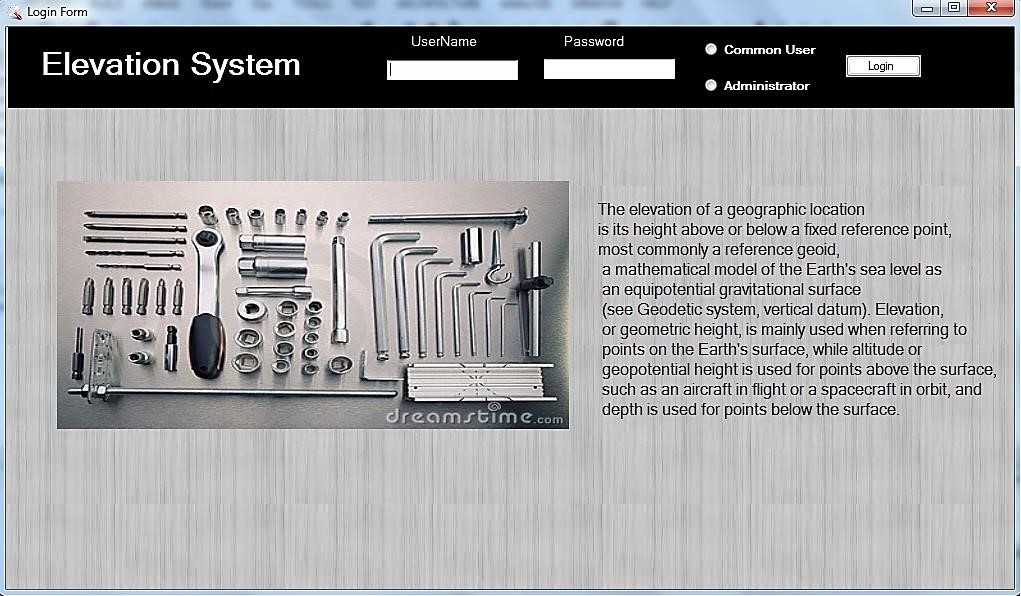 Login Form
UserName
Password
Common User
Elevation System
Login
Administrator
The elevation of a geographic location
is its height above or below a fixed reference point,
most commonly a reference geoid,
a mathematical model of the Earth's sea level as
an equipotential gravitational surface
(see Geodetic system, vertical datum). Elevation,
or geometric height, is mainly used when referring to
points on the Earth's surface, while altitude or
geopotential height is used for points above the surface,
such as an aircraft in flight or a spacecraft in orbit, and
depth is used for points below the surface.
dreamstime.com